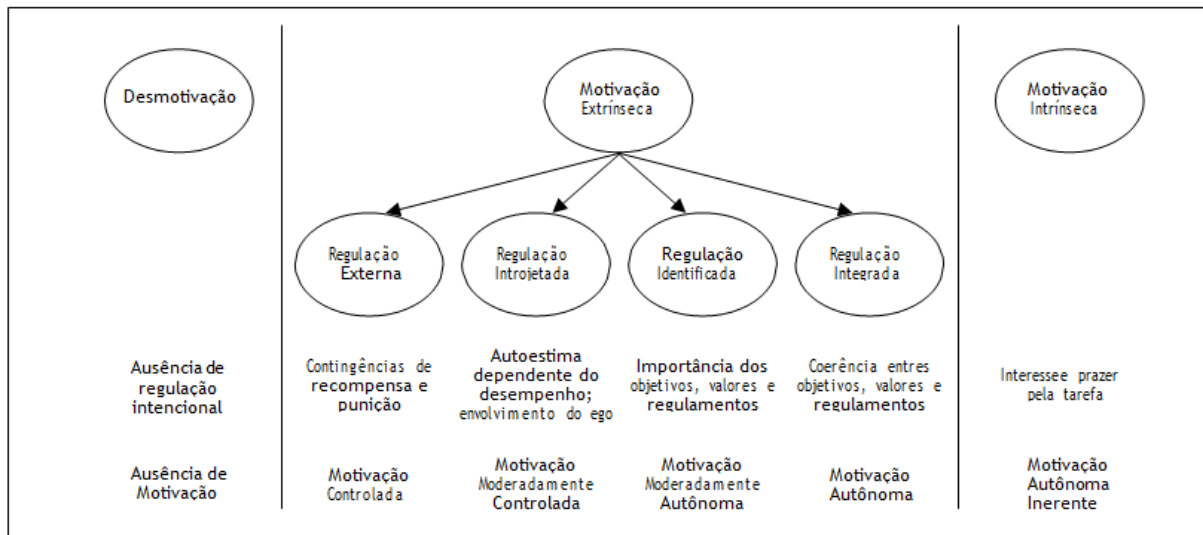 Desmotivação
Motivação
Extrínseca
Motivação
Intrínseca
Regulação
Externa
Regulação
Introjetada
Regulação
Identificada
Regulação
Integrada
Ausência de
regulação
intencional
Contingências de
recompensa e
punição
Autoestima
dependente do
desempenho;
envolvimento do ego
Importância dos
objetivos, valores e
regulamentos
Coerência entres
objetivos, valores e
regulamentos
Interessee prazer
pela tarefa
Ausência de
Motivação
Motivação
Controlada
Motivação
Moderadamente
Controlada
Motivação
Moderadamente
Autônoma
Motivação
Autônoma
Motivação
Autônoma
Inerente